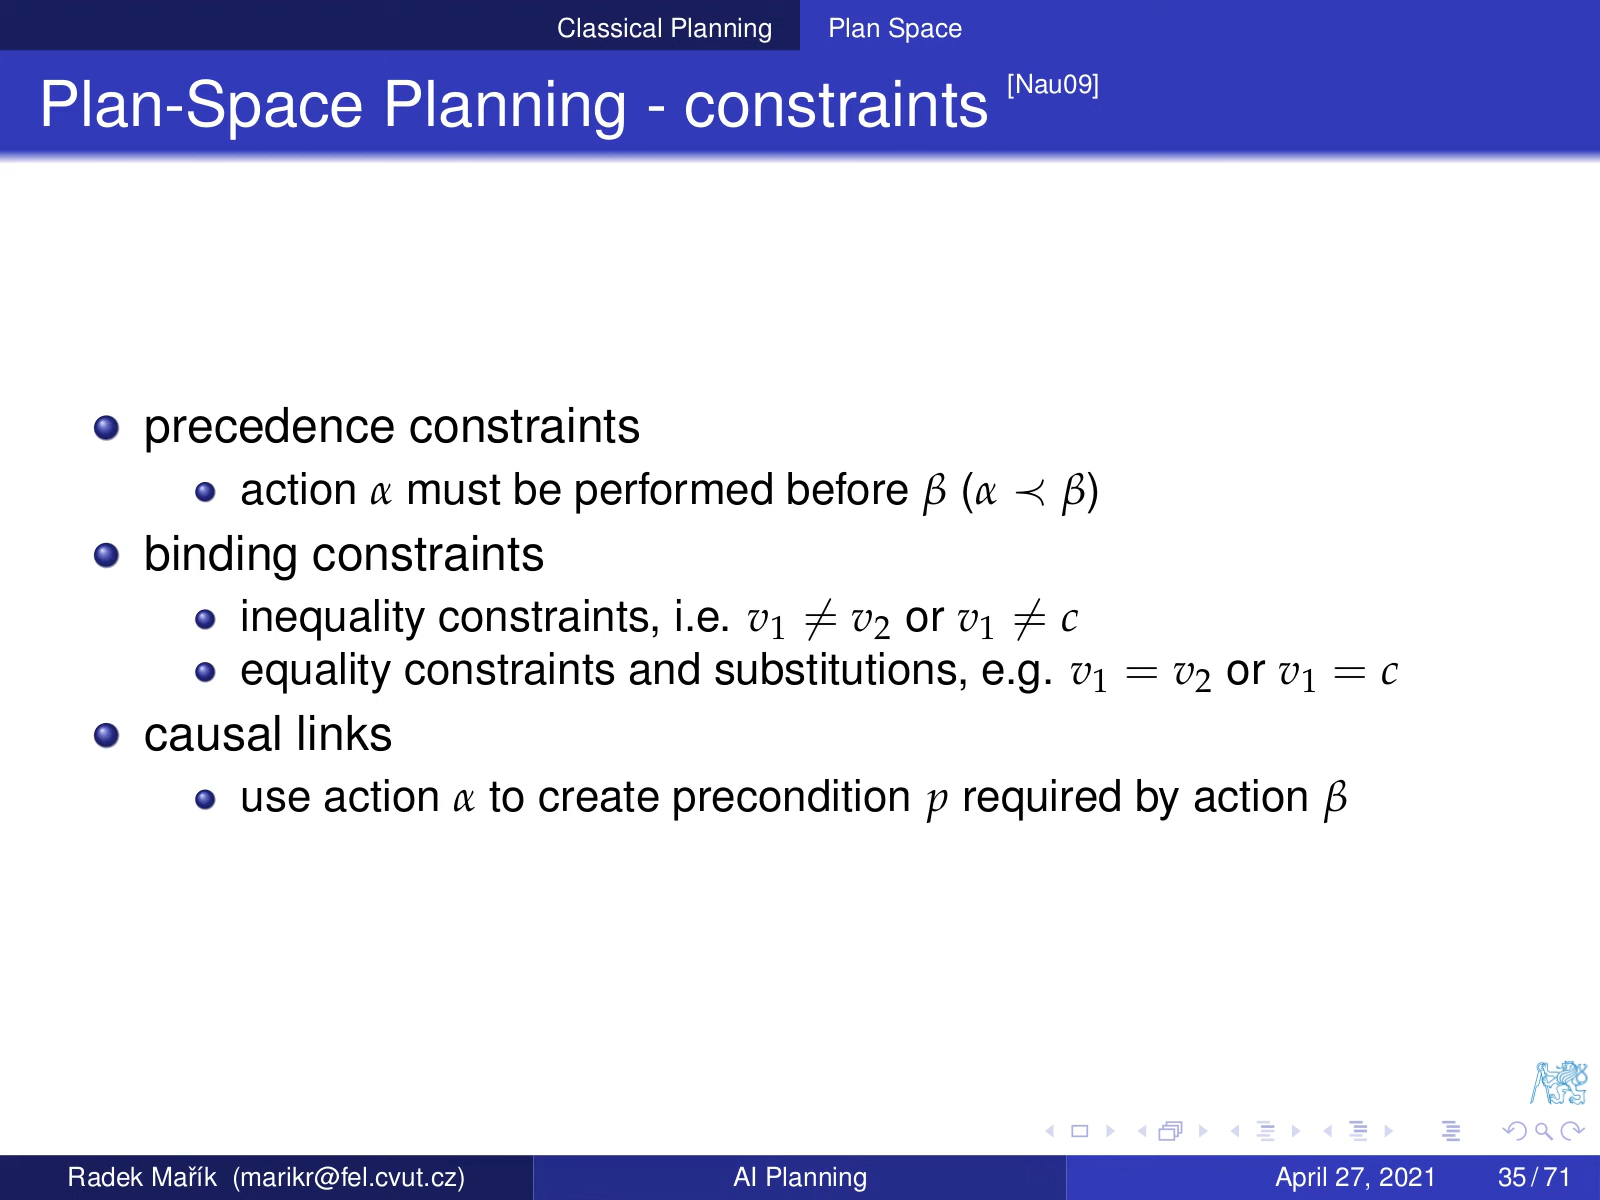 Classical Planning Plan Space
Plan-Space Planning - constraints [Nau09]
precedence constraints
action α must be performed before β (α ≺ β)
binding constraints
inequality constraints, i.e. v₁ ≠ v₂ or v₁ ≠ c
equality constraints and substitutions, e.g. v₁ = v₂ or v₁ = c
causal links
use action α to create precondition p required by action β
Radek Mařík (marikr@fel.cvut.cz) AI Planning April 27, 2021 35 / 71